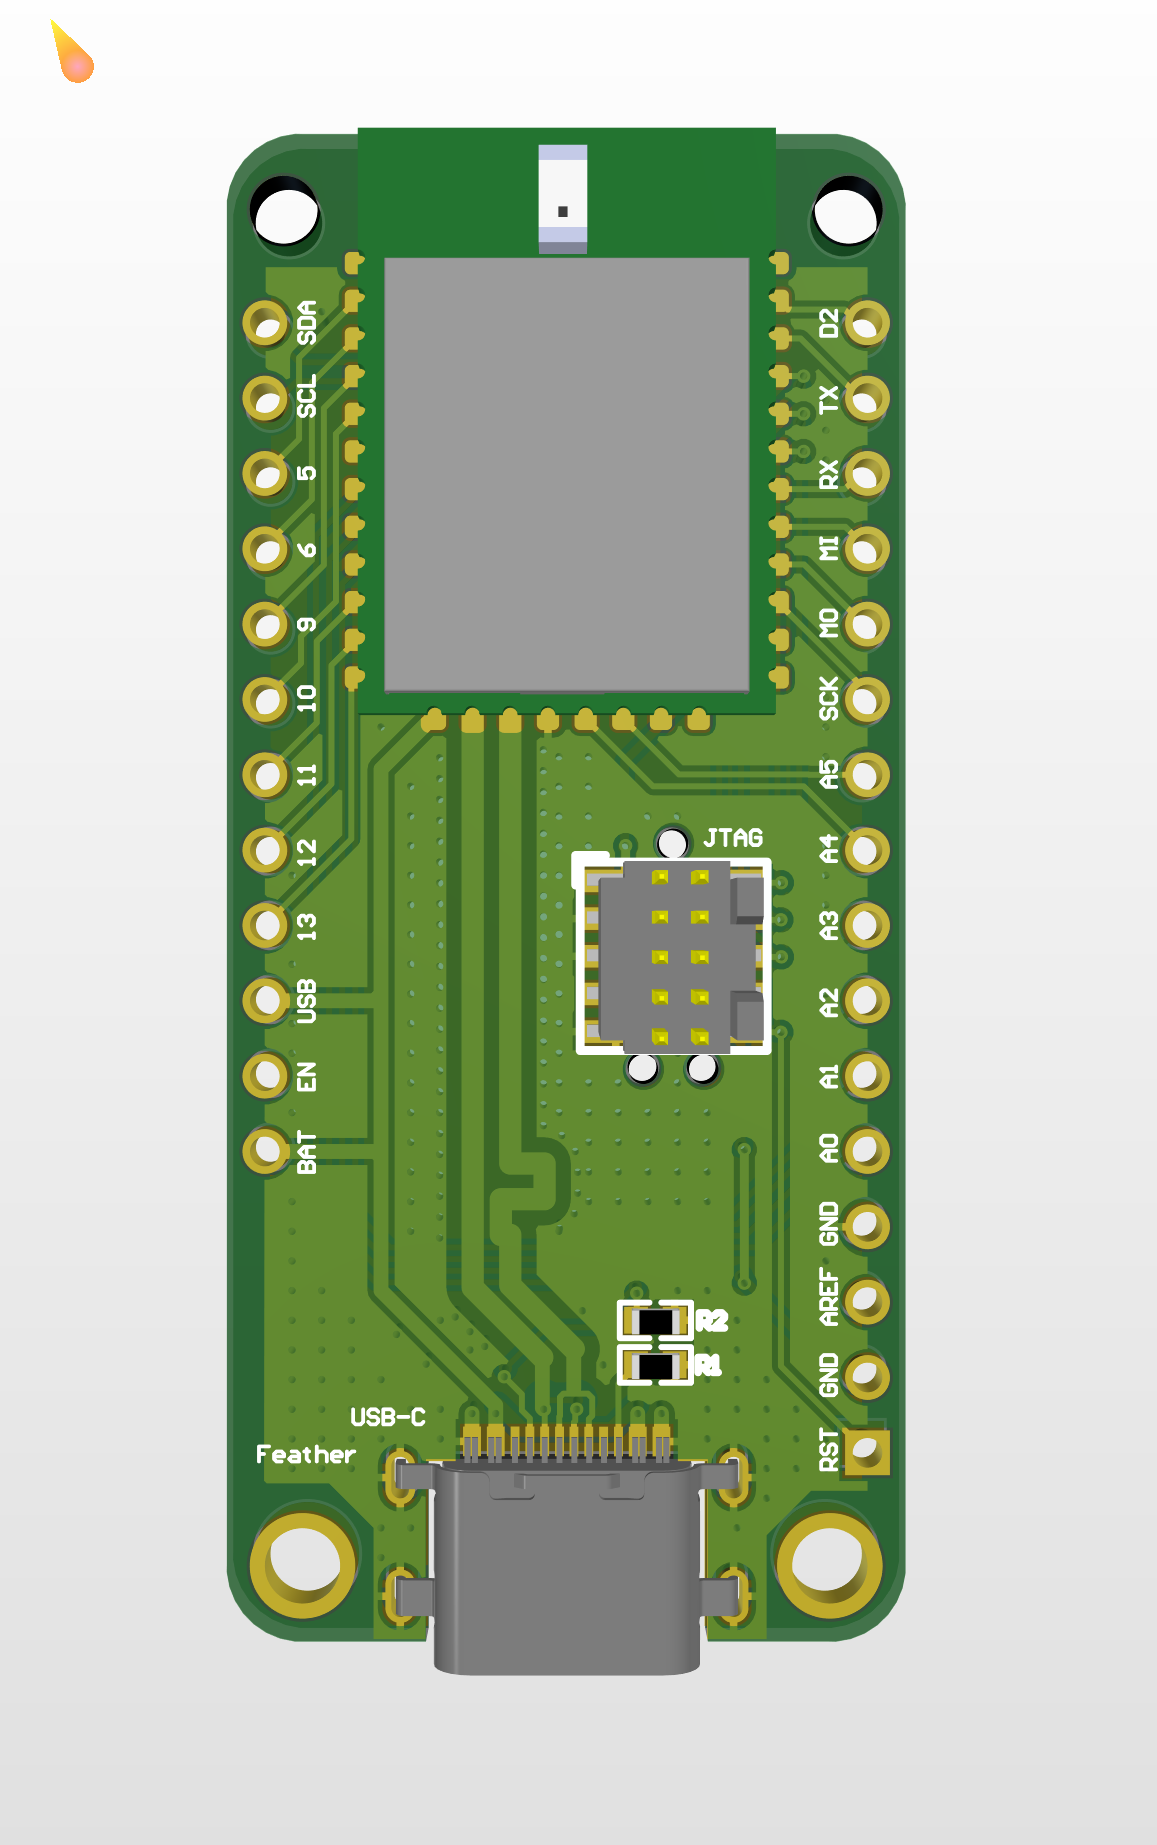 SDA
SCL
5
6
9
10
11
12
13
USB
EN
BAT
D2
TX
RX
MI
MO
SCK
A5
A4
A3
A2
A1
A0
GND
AREF
GND
RST
JTAG
R2
R1
USB-C
Feather